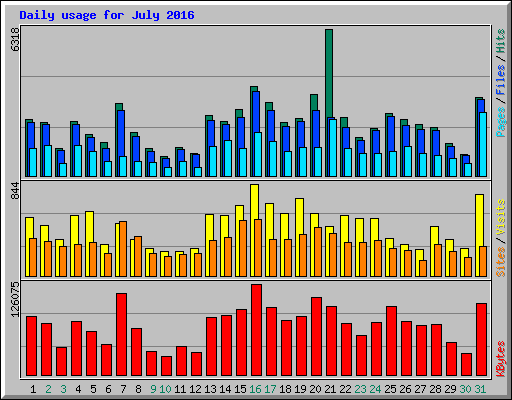 Daily usage for July 2016
6318
Pages / Files / Hits
844
Sites / Visits
126075
KBytes
1 2 3 4 5 6 7 8 9 10 11 12 13 14 15 16 17 18 19 20 21 22 23 24 25 26 27 28 29 30 31